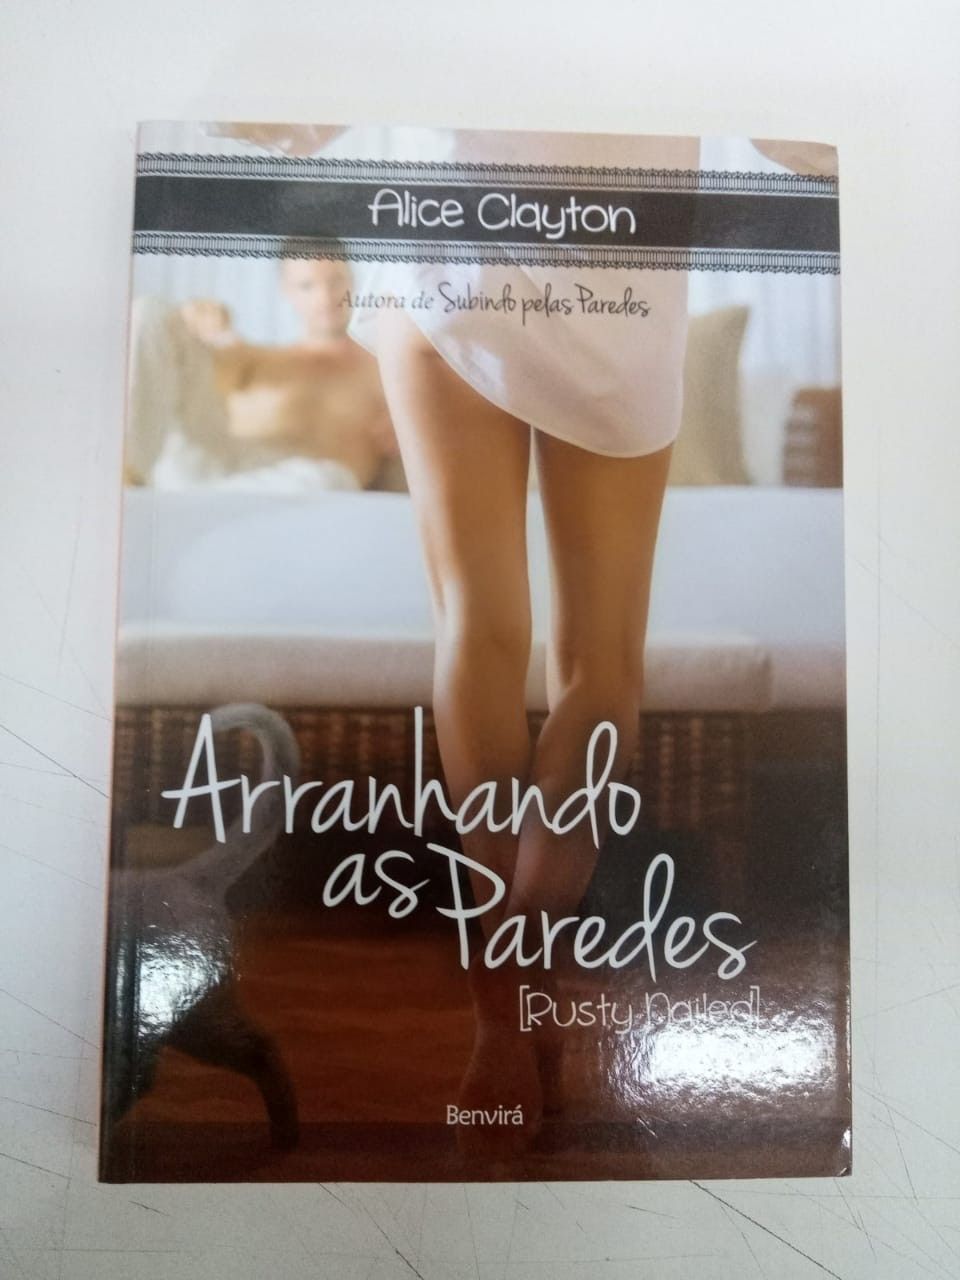 Alice Clayton
Autora de Subindo pelas Paredes
Arranhando
as Paredes
[Rusty Nailed]
Benvirá